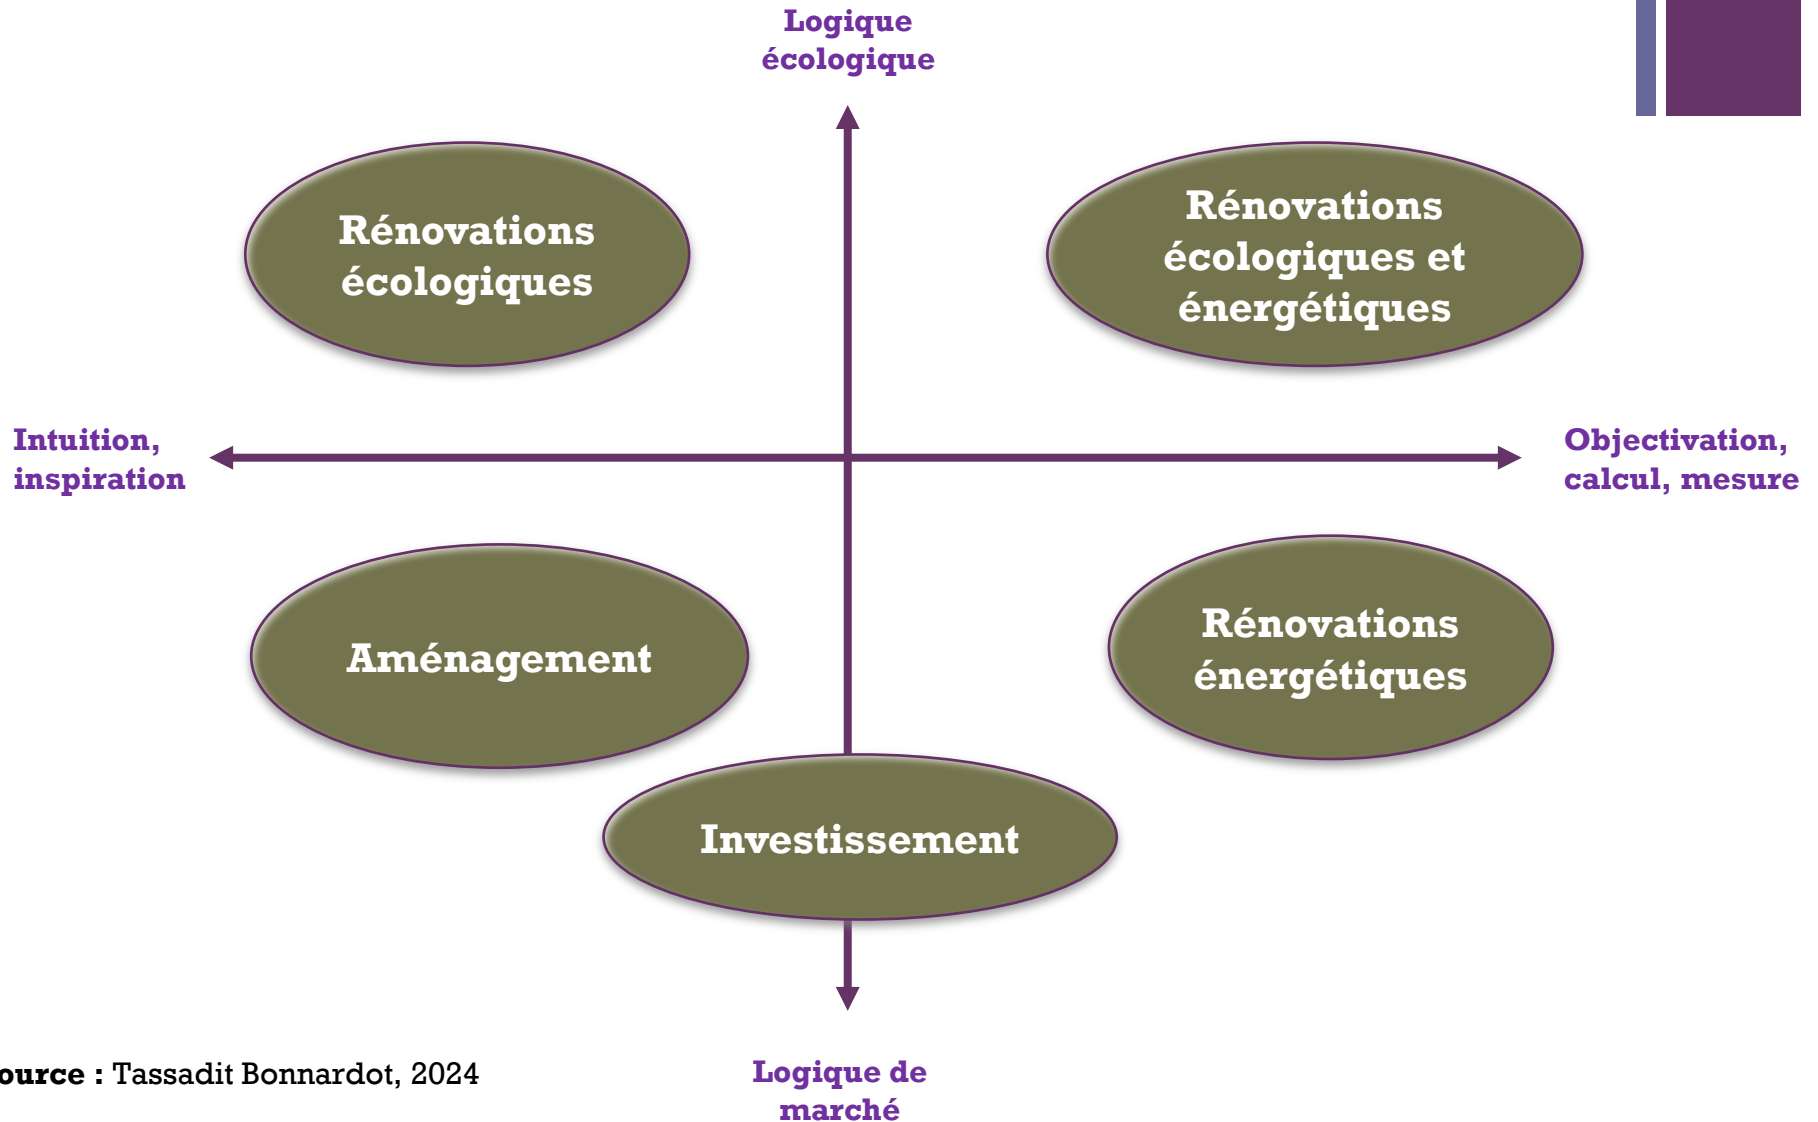 Logique
écologique
Rénovations
écologiques
Rénovations
écologiques et
énergétiques
Intuition,
inspiration
Objectivation,
calcul, mesure
Aménagement
Rénovations
énergétiques
Investissement
ource : Tassadit Bonnardot, 2024
Logique de
marché